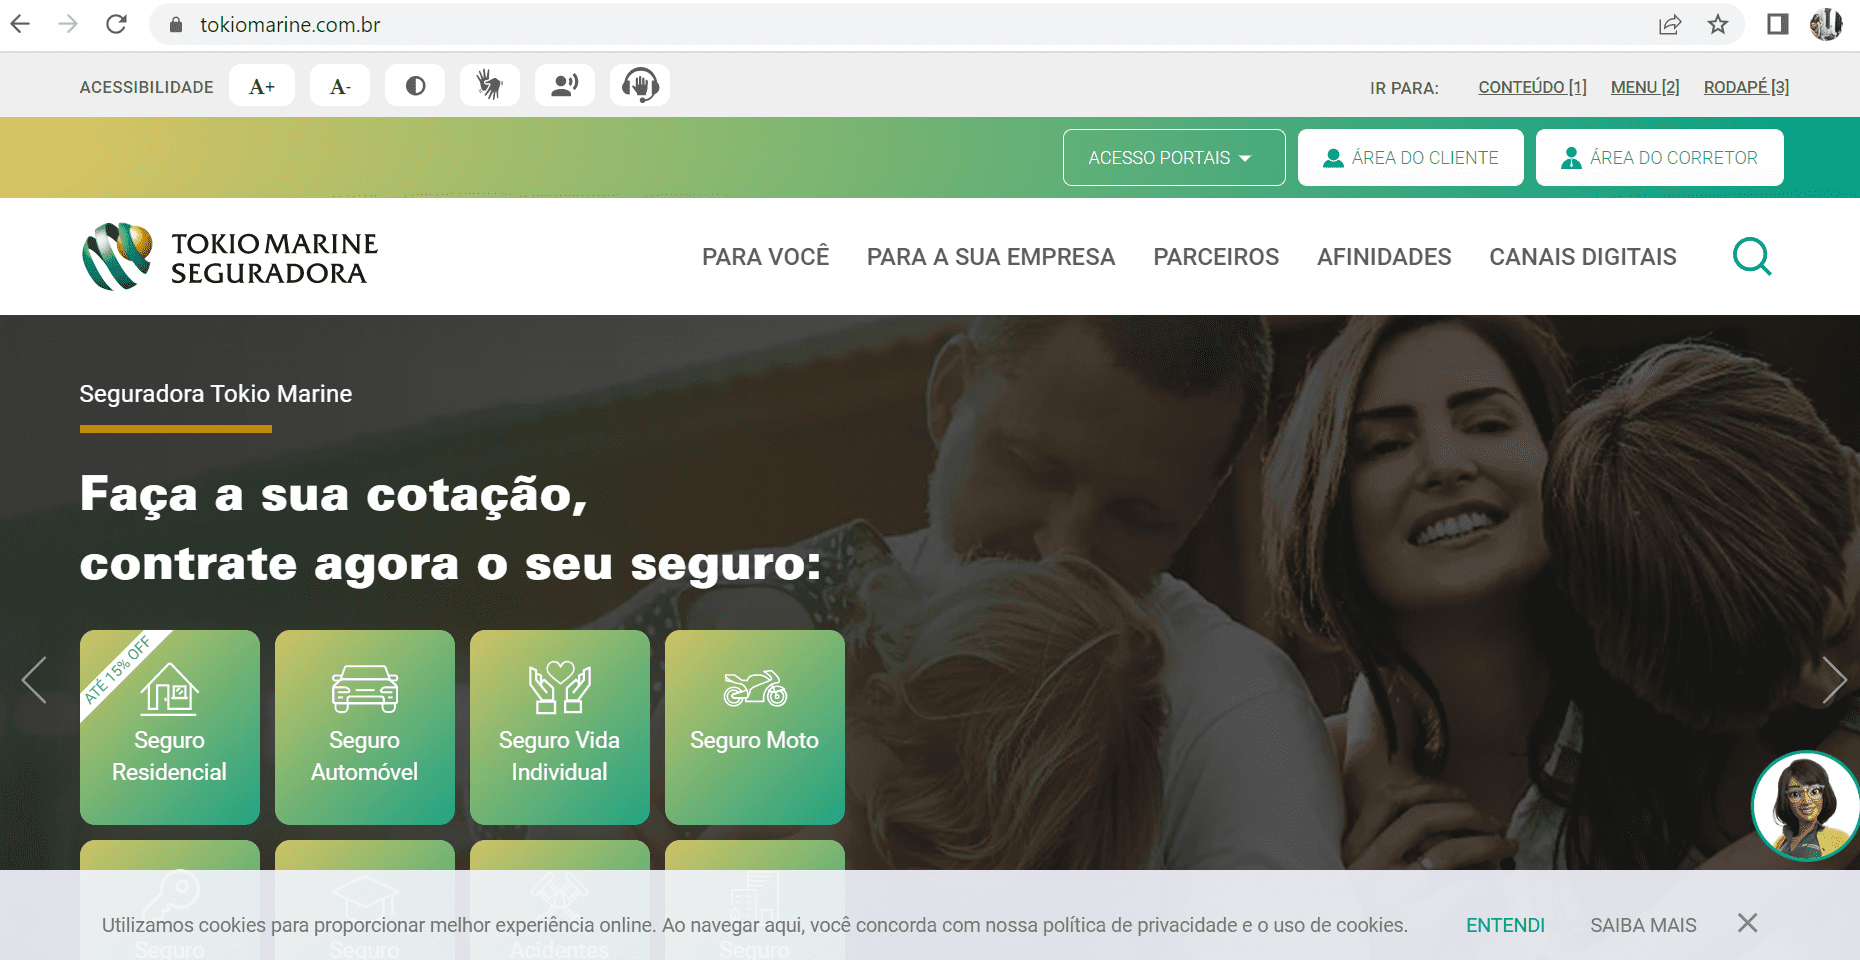 tokiomarine.com.br
ACESSIBILIDADE A+ A- IR PARA: CONTEÚDO [1] MENU [2] RODAPÉ [3]
ACESSO PORTAIS ÁREA DO CLIENTE ÁREA DO CORRETOR
TOKIO MARINE
SEGURADORA
PARA VOCÊ PARA A SUA EMPRESA PARCEIROS AFINIDADES CANAIS DIGITAIS
Seguradora Tokio Marine
Faça a sua cotação,
contrate agora o seu seguro:
ATÉ 15% OFF
Seguro
Residencial
Seguro
Automóvel
Seguro Vida
Individual
Seguro Moto
Utilizamos cookies para proporcionar melhor experiência online. Ao navegar aqui, você concorda com nossa política de privacidade e o uso de cookies. ENTENDI SAIBA MAIS
Seguro Seguro Acidentes Seguro